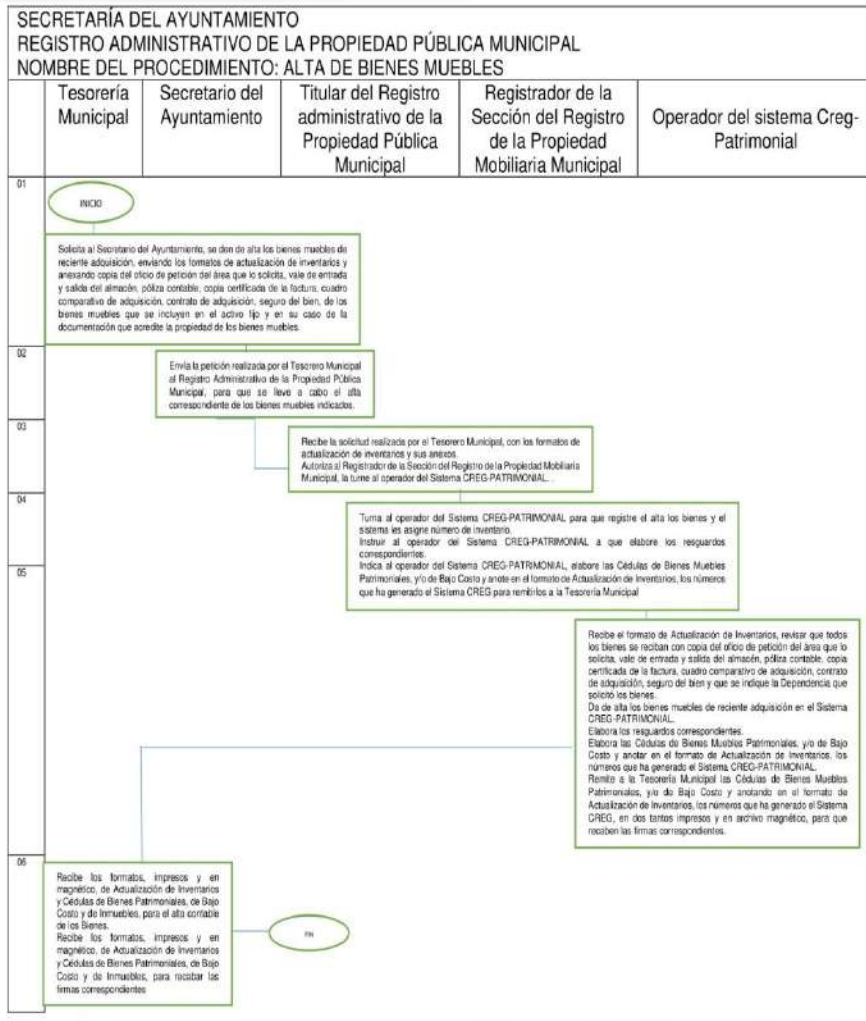 SECRETARÍA DEL AYUNTAMIENTO
REGISTRO ADMINISTRATIVO DE LA PROPIEDAD PÚBLICA MUNICIPAL
NOMBRE DEL PROCEDIMIENTO: ALTA DE BIENES MUEBLES
Tesorería
Municipal
Secretario del
Ayuntamiento
Titular del Registro
administrativo de la
Propiedad Pública
Municipal
Registrador de la
Sección del Registro
de la Propiedad
Mobiliaria Municipal
Operador del sistema Creg-
Patrimonial
01
INICIO
Solicita al Secretario del Ayuntamiento, se den de alta los bienes muebles de
reciente adquisición, enviando los formatos de actualización de inventarios y
anexando copia del oficio de petición del área que lo solicita, vale de entrada
y salida del almacén, póliza contable, copia certificada de la factura, cuadro
comparativo de adquisición, contrato de adquisición, seguro del bien, de los
bienes muebles que se incluyen en el activo fijo y en su caso de la
documentación que acredite la propiedad de los bienes muebles.
02
Envía la petición realizada por el Tesorero Municipal
al Registro Administrativo de la Propiedad Pública
Municipal, para que se lleve a cabo el alta
correspondiente de los bienes muebles indicados.
03
Recibe la solicitud realizada por el Tesorero Municipal, con los formatos de
actualización de inventarios y sus anexos.
Autoriza al Registrador de la Sección del Registro de la Propiedad Mobiliaria
Municipal, la turne al operador del Sistema CREG-PATRIMONIAL. .
04
Turna al operador del Sistema CREG-PATRIMONIAL para que registre el alta los bienes y el
sistema les asigne número de inventario.
Instruir al operador del Sistema CREG-PATRIMONIAL a que elabore los resguardos
correspondientes.
Indica al operador del Sistema CREG-PATRIMONIAL, elabore las Cédulas de Bienes Muebles
Patrimoniales, y/o de Bajo Costo y anote en el formato de Actualización de Inventarios, los números
que ha generado el Sistema CREG para remitirlos a la Tesorería Municipal
05
Recibe el formato de Actualización de Inventarios, revisar que todos
los bienes se reciban con copia del oficio de petición del área que lo
solicita, vale de entrada y salida del almacén, póliza contable, copia
certificada de la factura, cuadro comparativo de adquisición, contrato
de adquisición, seguro del bien y que se indique la Dependencia que
solicitó los bienes.
Da de alta los bienes muebles de reciente adquisición en el Sistema
CREG-PATRIMONIAL.
Elabora los resguardos correspondientes.
Elabora las Cédulas de Bienes Muebles Patrimoniales, y/o de Bajo
Costo y anotar en el formato de Actualización de Inventarios, los
números que ha generado el Sistema CREG-PATRIMONIAL.
Remite a la Tesorería Municipal las Cédulas de Bienes Muebles
Patrimoniales, y/o de Bajo Costo y anotando en el formato de
Actualización de Inventarios, los números que ha generado el Sistema
CREG, en dos tantos impresos y en archivo magnético, para que
recaben las firmas correspondientes.
06
Recibe los formatos, impresos y en
magnético, de Actualización de Inventarios
y Cédulas de Bienes Patrimoniales, de Bajo
Costo y de Inmuebles, para el alta contable
de los Bienes.
Recibe los formatos, impresos y en
magnético, de Actualización de Inventarios
y Cédulas de Bienes Patrimoniales, de Bajo
Costo y de Inmuebles, para recabar las
firmas correspondientes
FIN